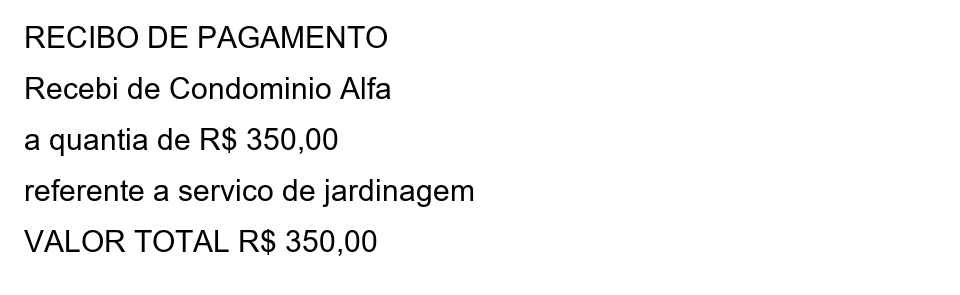 RECIBO DE PAGAMENTO
Recebi de Condominio Alfa
a quantia de R$ 350,00
referente a servico de jardinagem
VALOR TOTAL R$ 350,00